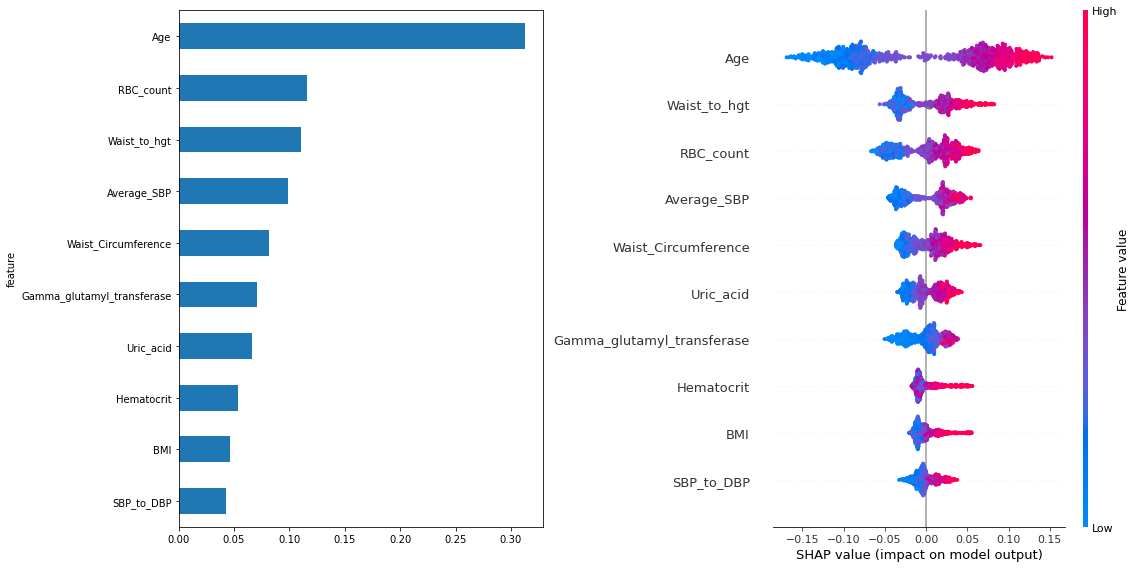 feature
Age
RBC_count
Waist_to_hgt
Average_SBP
Waist_Circumference
Gamma_glutamyl_transferase
Uric_acid
Hematocrit
BMI
SBP_to_DBP
0.00 0.05 0.10 0.15 0.20 0.25 0.30
Age
Waist_to_hgt
RBC_count
Average_SBP
Waist_Circumference
Uric_acid
Gamma_glutamyl_transferase
Hematocrit
BMI
SBP_to_DBP
−0.15 −0.10 −0.05 0.00 0.05 0.10 0.15
SHAP value (impact on model output)
High
Low
Feature value